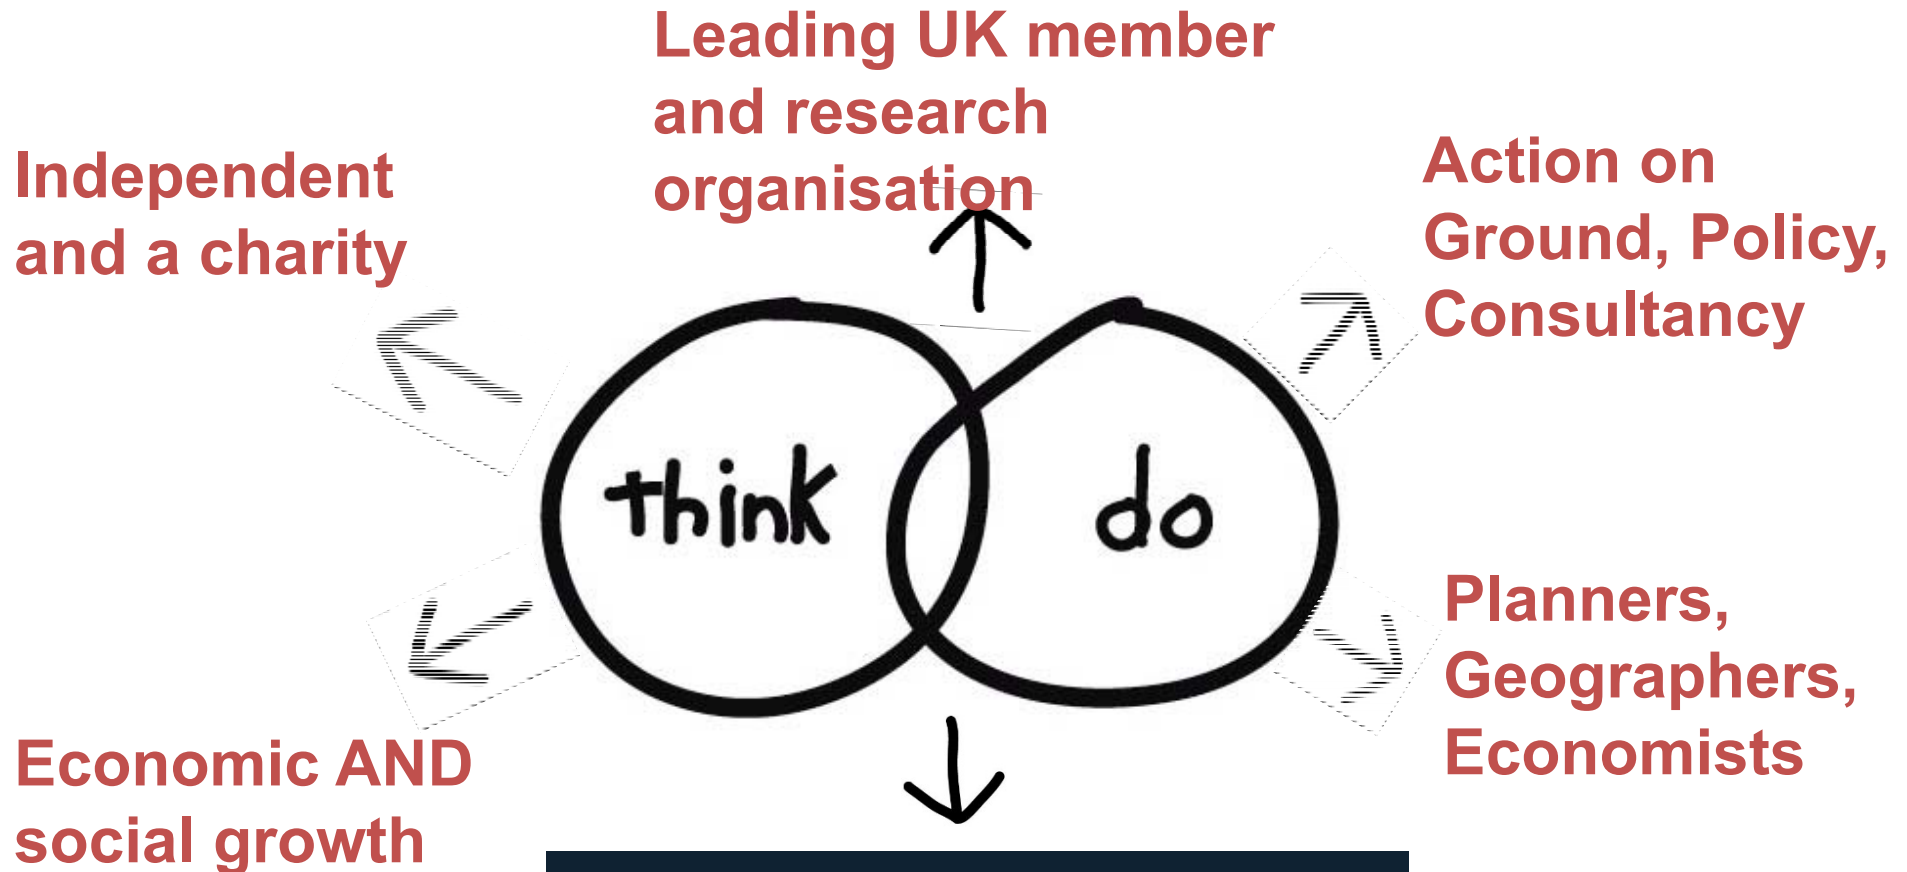 Leading UK member
and research
organisation
Independent
and a charity
Action on
Ground, Policy,
Consultancy
think
do
Planners,
Geographers,
Economists
Economic AND
social growth